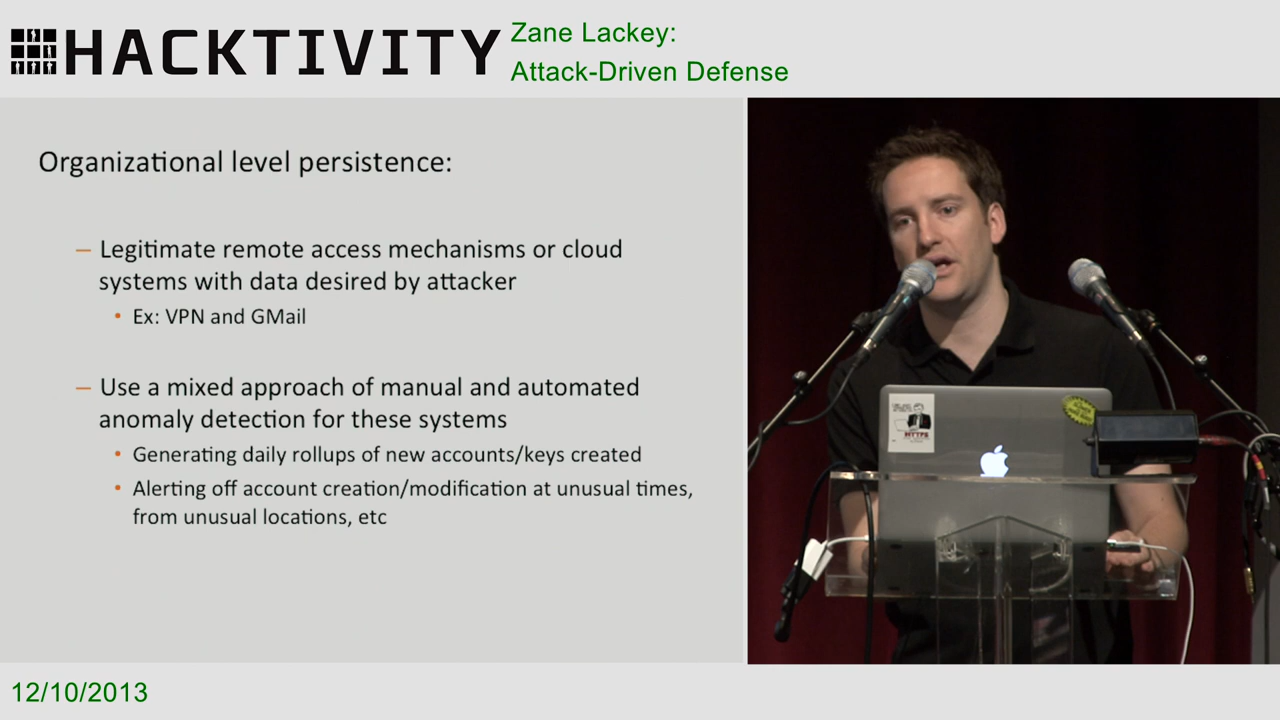 HACKTIVITY
Zane Lackey:
Attack-Driven Defense
Organizational level persistence:
– Legitimate remote access mechanisms or cloud
systems with data desired by attacker
• Ex: VPN and GMail
– Use a mixed approach of manual and automated
anomaly detection for these systems
• Generating daily rollups of new accounts/keys created
• Alerting off account creation/modification at unusual times,
from unusual locations, etc
12/10/2013